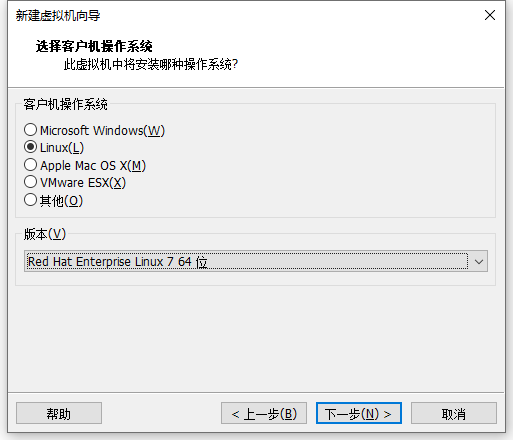 新建虚拟机向导
选择客户机操作系统
此虚拟机中将安装哪种操作系统?
客户机操作系统
Microsoft Windows(W)
Linux(L)
Apple Mac OS X(M)
VMware ESX(X)
其他(O)
版本(V)
Red Hat Enterprise Linux 7 64 位
帮助
< 上一步(B)
下一步(N) >
取消